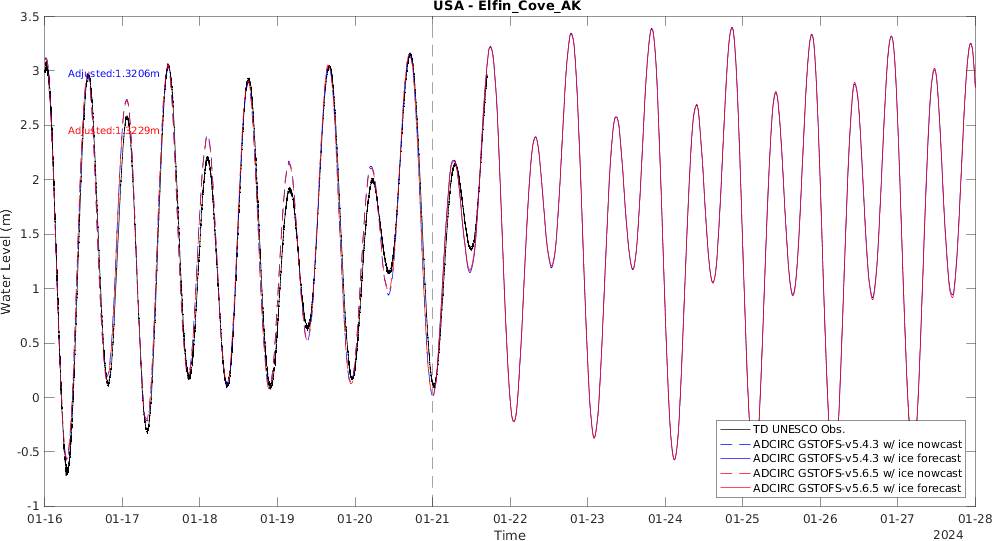 USA - Elfin_Cove_AK
3.5
3
2.5
2
1.5
1
0.5
0
-0.5
-1
Water Level (m)
Adjusted:1.3206m
Adjusted:1.3229m
TD UNESCO Obs.
ADCIRC GSTOFS-v5.4.3 w/ ice nowcast
ADCIRC GSTOFS-v5.4.3 w/ ice forecast
ADCIRC GSTOFS-v5.6.5 w/ ice nowcast
ADCIRC GSTOFS-v5.6.5 w/ ice forecast
01-16 01-17 01-18 01-19 01-20 01-21 01-22 01-23 01-24 01-25 01-26 01-27 01-28
Time
2024